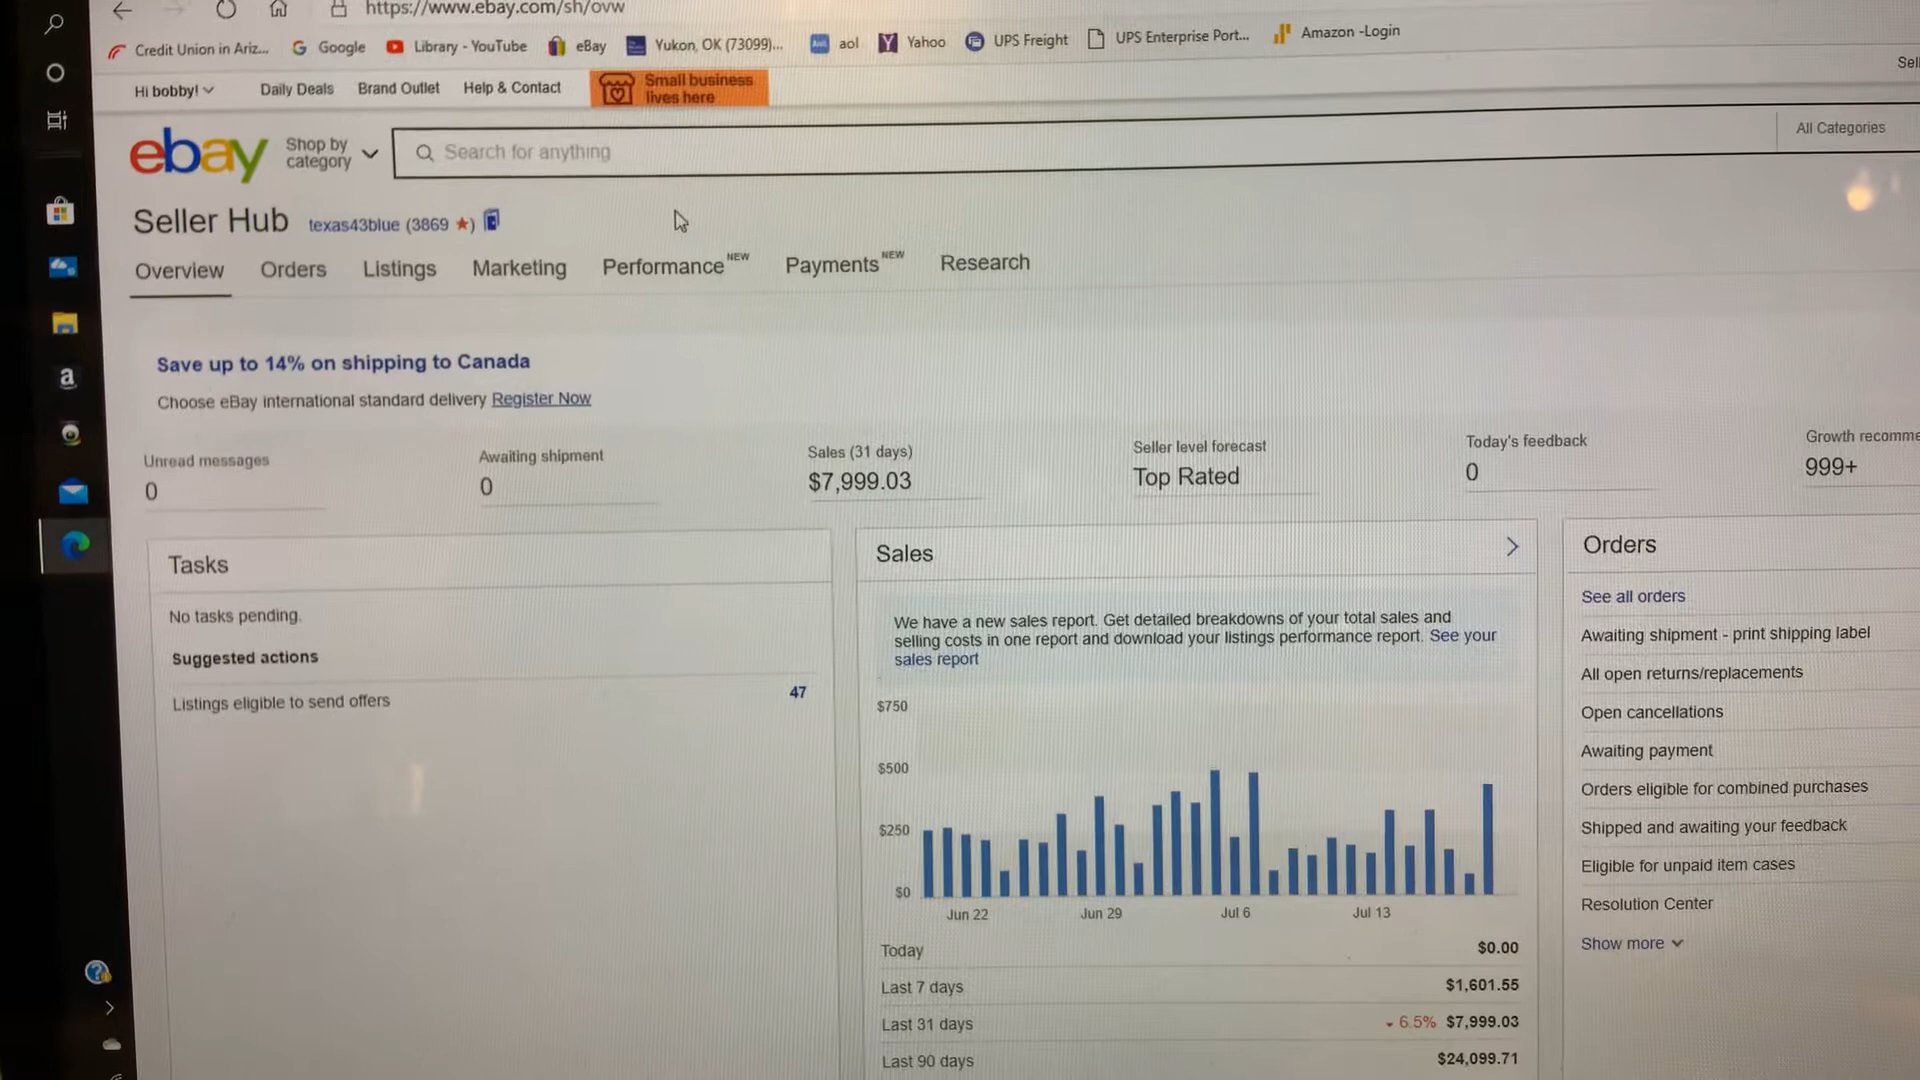 https://www.ebay.com/sh/ovw
Credit Union in Ariz...
Google
Library - YouTube
eBay
Yukon, OK (73099)...
aol
Yahoo
UPS Freight
UPS Enterprise Port...
Amazon -Login
Hi bobby!
Daily Deals
Brand Outlet
Help & Contact
Small business
lives here
Sell
ebay
Shop by
category
Search for anything
All Categories
Seller Hub
texas43blue (3869 ★)
Overview
Orders
Listings
Marketing
Performance NEW
Payments NEW
Research
Save up to 14% on shipping to Canada
Choose eBay international standard delivery Register Now
Unread messages
0
Awaiting shipment
0
Sales (31 days)
$7,999.03
Seller level forecast
Top Rated
Today's feedback
0
Growth recomme
999+
Tasks
No tasks pending.
Suggested actions
Listings eligible to send offers
47
Sales
We have a new sales report. Get detailed breakdowns of your total sales and
selling costs in one report and download your listings performance report. See your
sales report
$750
$500
$250
$0
Jun 22
Jun 29
Jul 6
Jul 13
Today
$0.00
Last 7 days
$1,601.55
Last 31 days
6.5% $7,999.03
Last 90 days
$24,099.71
Orders
See all orders
Awaiting shipment - print shipping label
All open returns/replacements
Open cancellations
Awaiting payment
Orders eligible for combined purchases
Shipped and awaiting your feedback
Eligible for unpaid item cases
Resolution Center
Show more